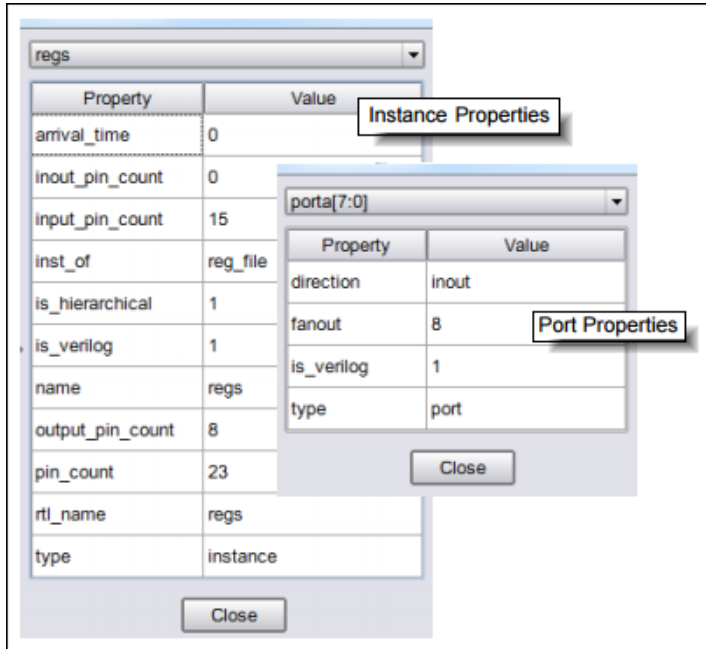 regs
Property Value
Instance Properties
arrival_time 0
inout_pin_count 0
input_pin_count 15
inst_of reg_file
is_hierarchical 1
is_verilog 1
name regs
output_pin_count 8
pin_count 23
rtl_name regs
type instance
Close
porta[7:0]
Property Value
direction inout
fanout 8
Port Properties
is_verilog 1
type port
Close